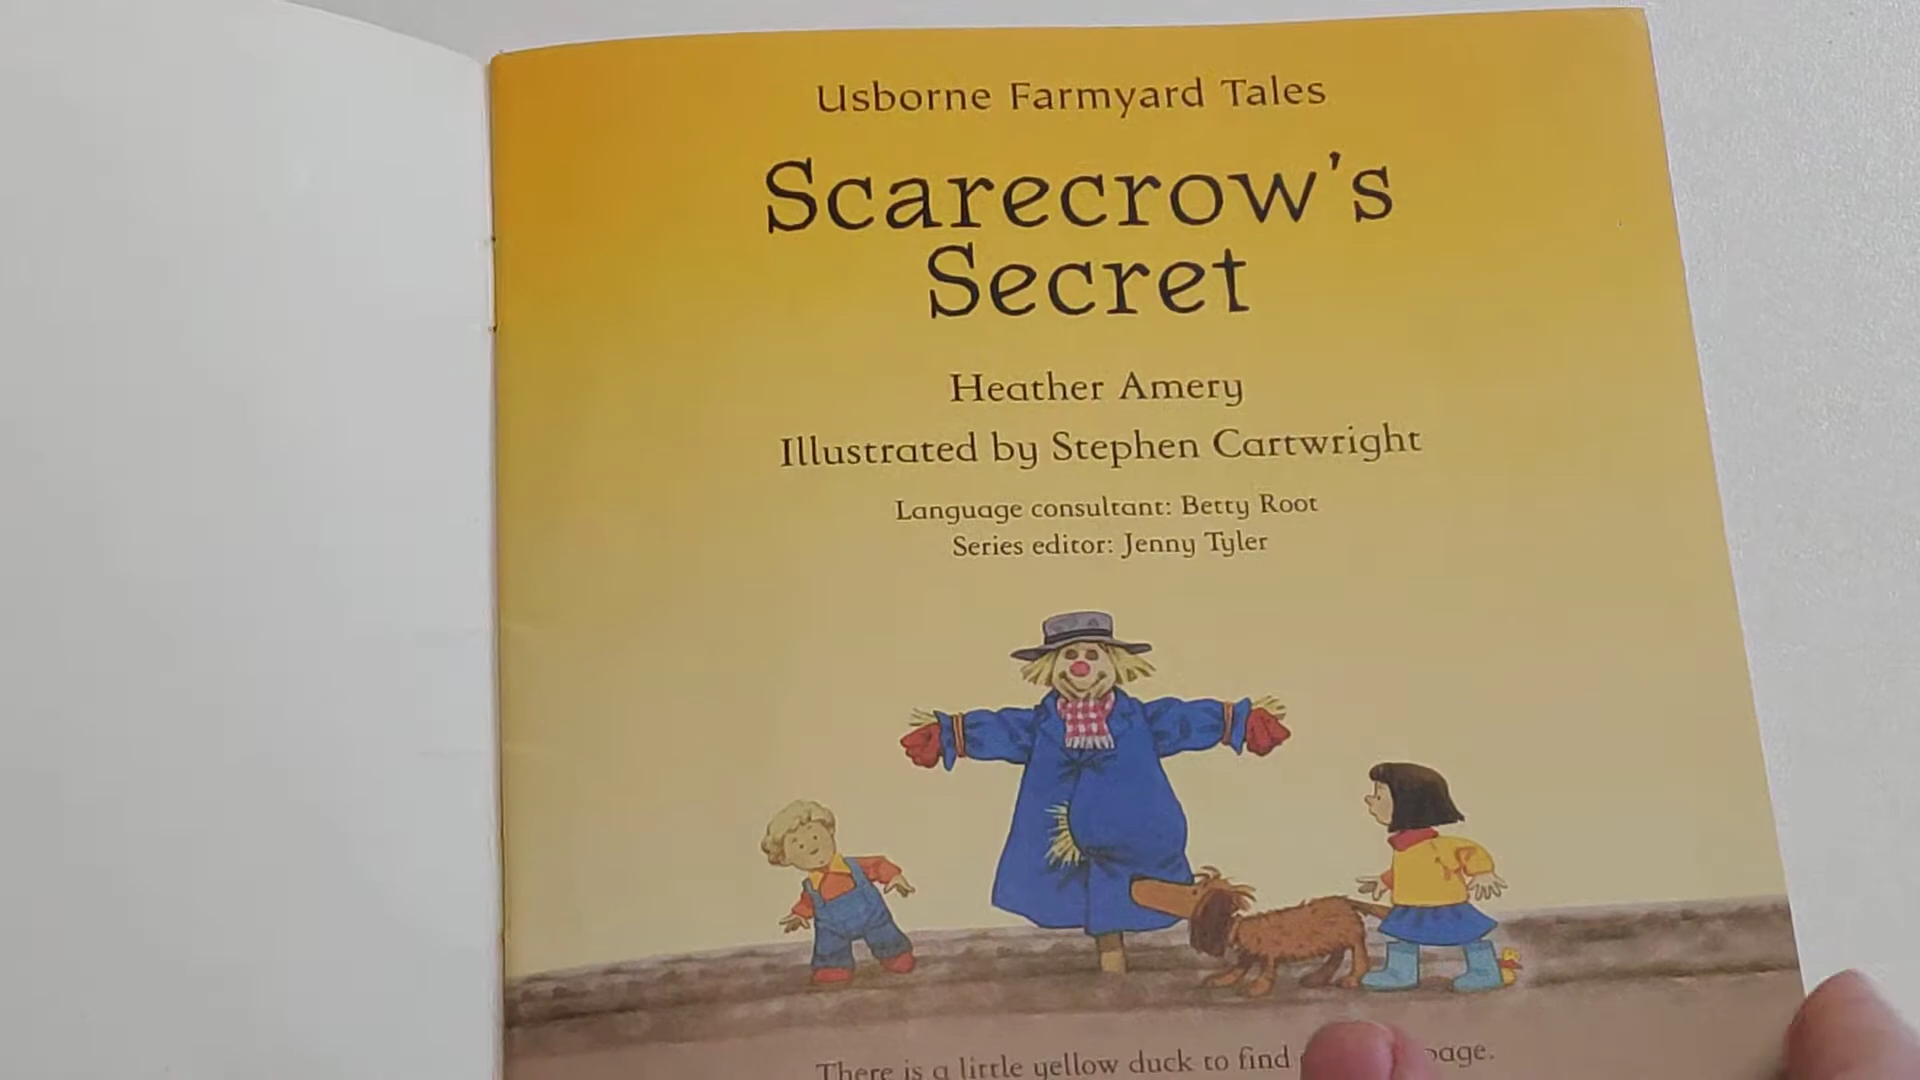 Usborne Farmyard Tales
Scarecrow's
Secret
Heather Amery
Illustrated by Stephen Cartwright
Language consultant: Betty Root
Series editor: Jenny Tyler
There is a little yellow duck to find page.